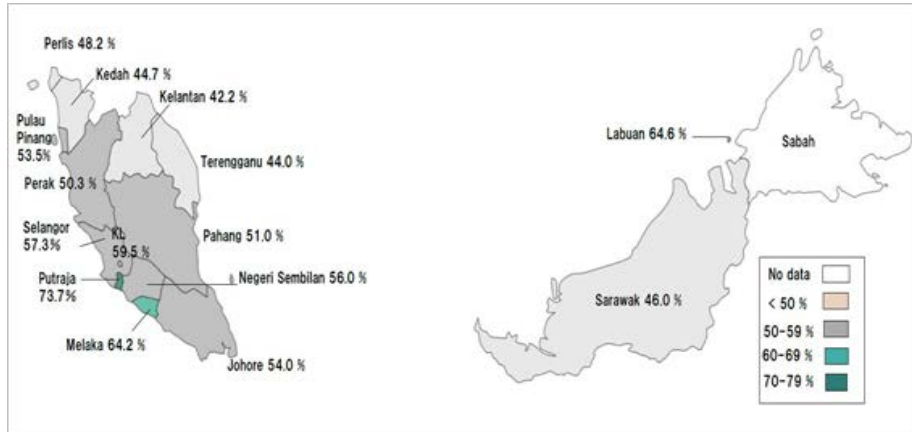 Perlis 48.2 %
Kedah 44.7 %
Kelantan 42.2 %
Pulau
Pinang
53.5%
Terengganu 44.0 %
Perak 50.3 %
Selangor
57.3%
KL
59.5 %
Pahang 51.0 %
Putraja
73.7%
Negeri Sembilan 56.0 %
Melaka 64.2 %
Johore 54.0 %
Labuan 64.6 %
Sabah
Sarawak 46.0 %
No data
< 50 %
50-59 %
60-69 %
70-79 %